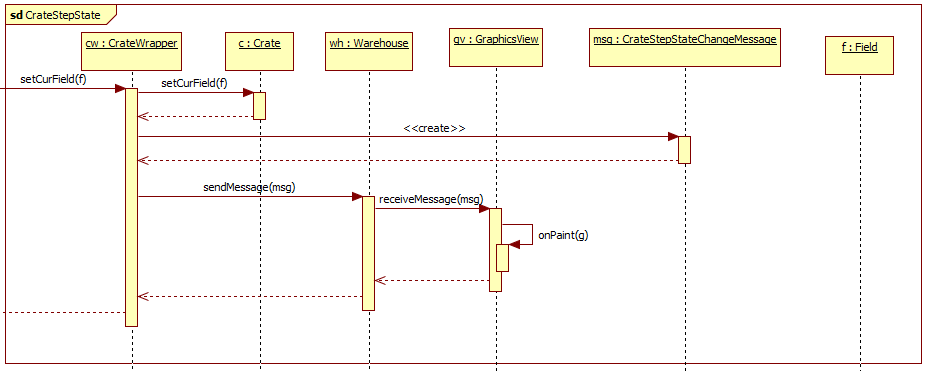 sd CrateStepState
cw : CrateWrapper
c : Crate
wh : Warehouse
gv : GraphicsView
msg : CrateStepStateChangeMessage
f : Field
setCurField(f)
setCurField(f)
<<create>>
sendMessage(msg)
receiveMessage(msg)
onPaint(g)